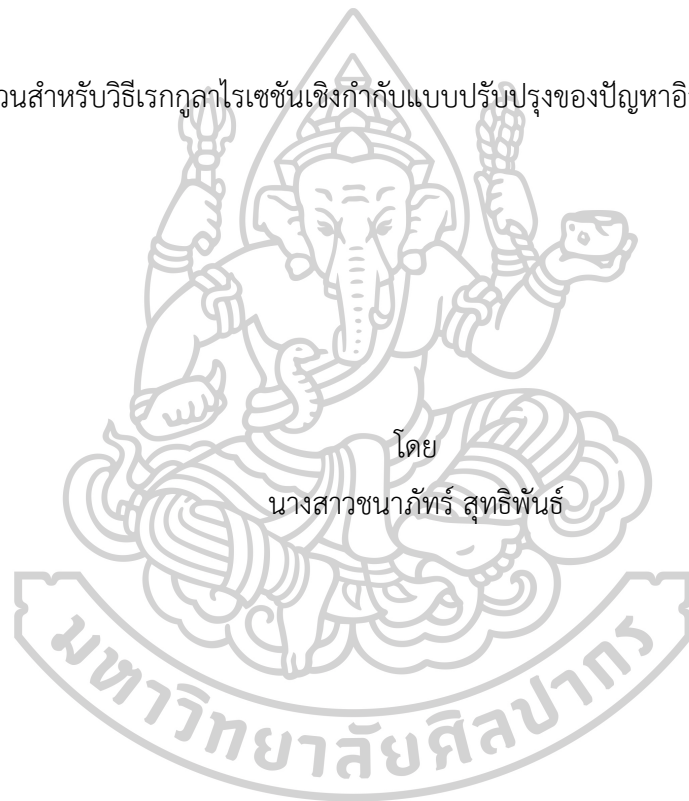 วนสำหรับวิธีเรกกูลาไรเซชันเชิงกำกับแบบปรับปรุงของปัญหาอิ
โดย
นางสาวชนาภัทร์ สุทธิพันธ์
มหาวิทยาลัยศิลปากร